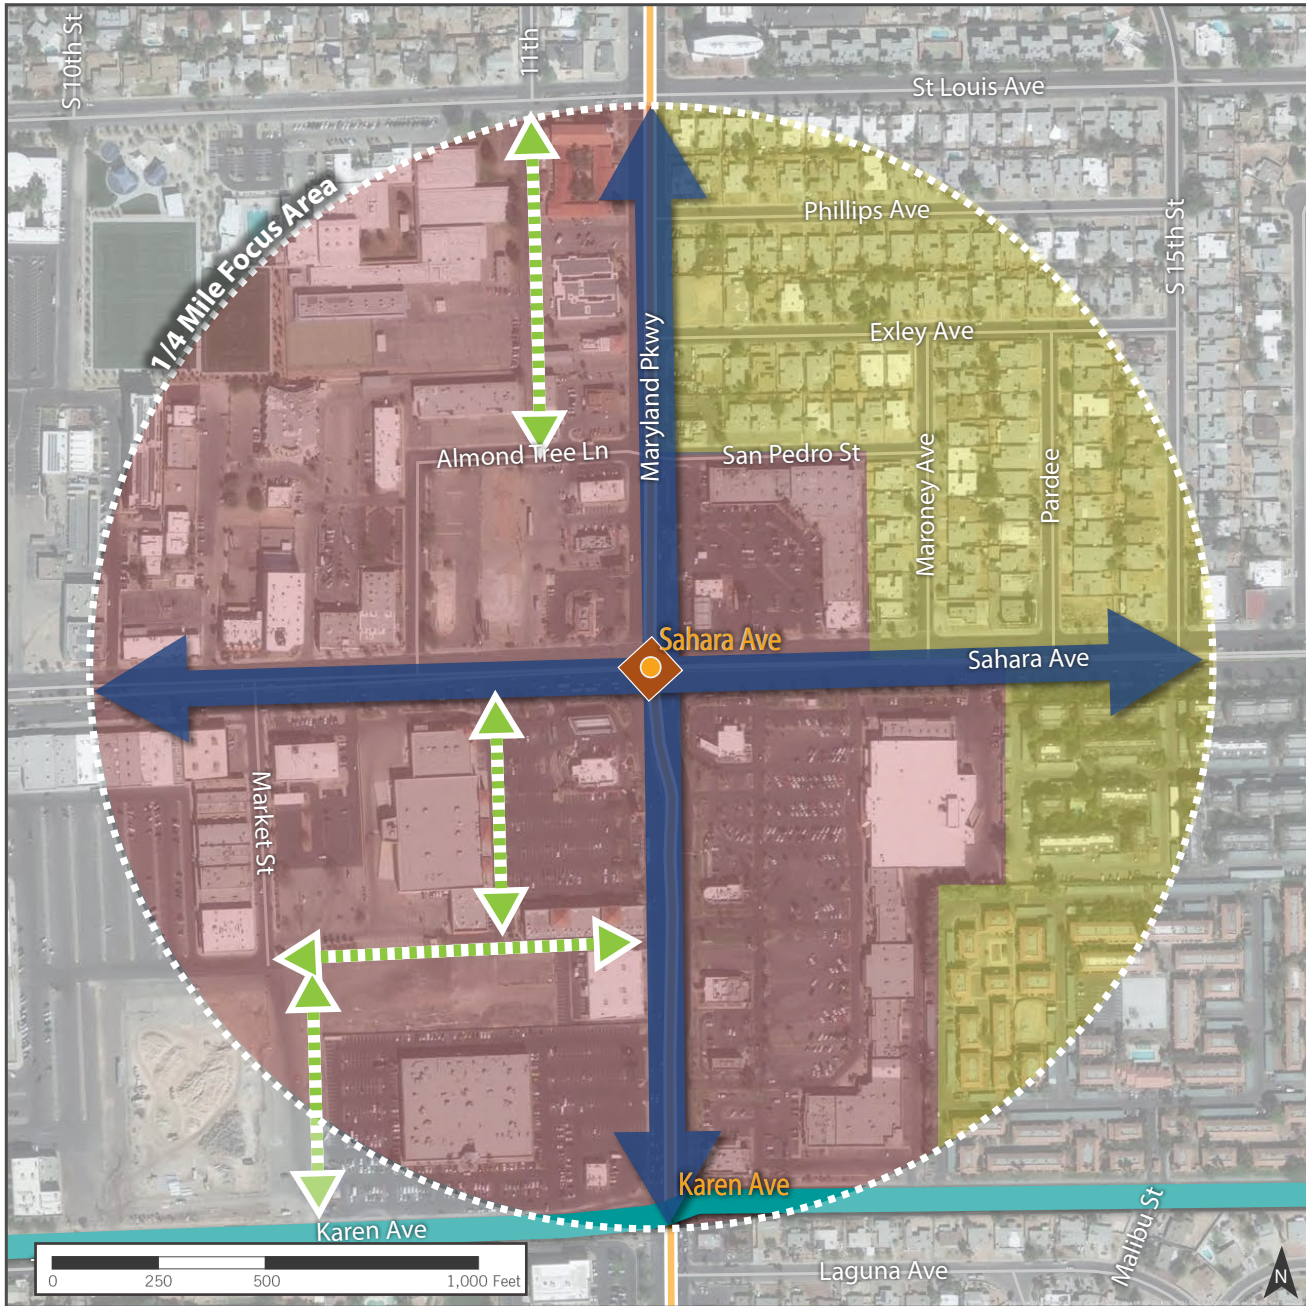 S 10th St
11th
St Louis Ave
Phillips Ave
S 15th St
1/4 Mile Focus Area
Exley Ave
Maryland Pkwy
Almond Tree Ln
San Pedro St
Maroney Ave
Pardee
Sahara Ave
Sahara Ave
Market St
Karen Ave
Karen Ave
Malibu St
Laguna Ave
0 250 500 1,000 Feet
N